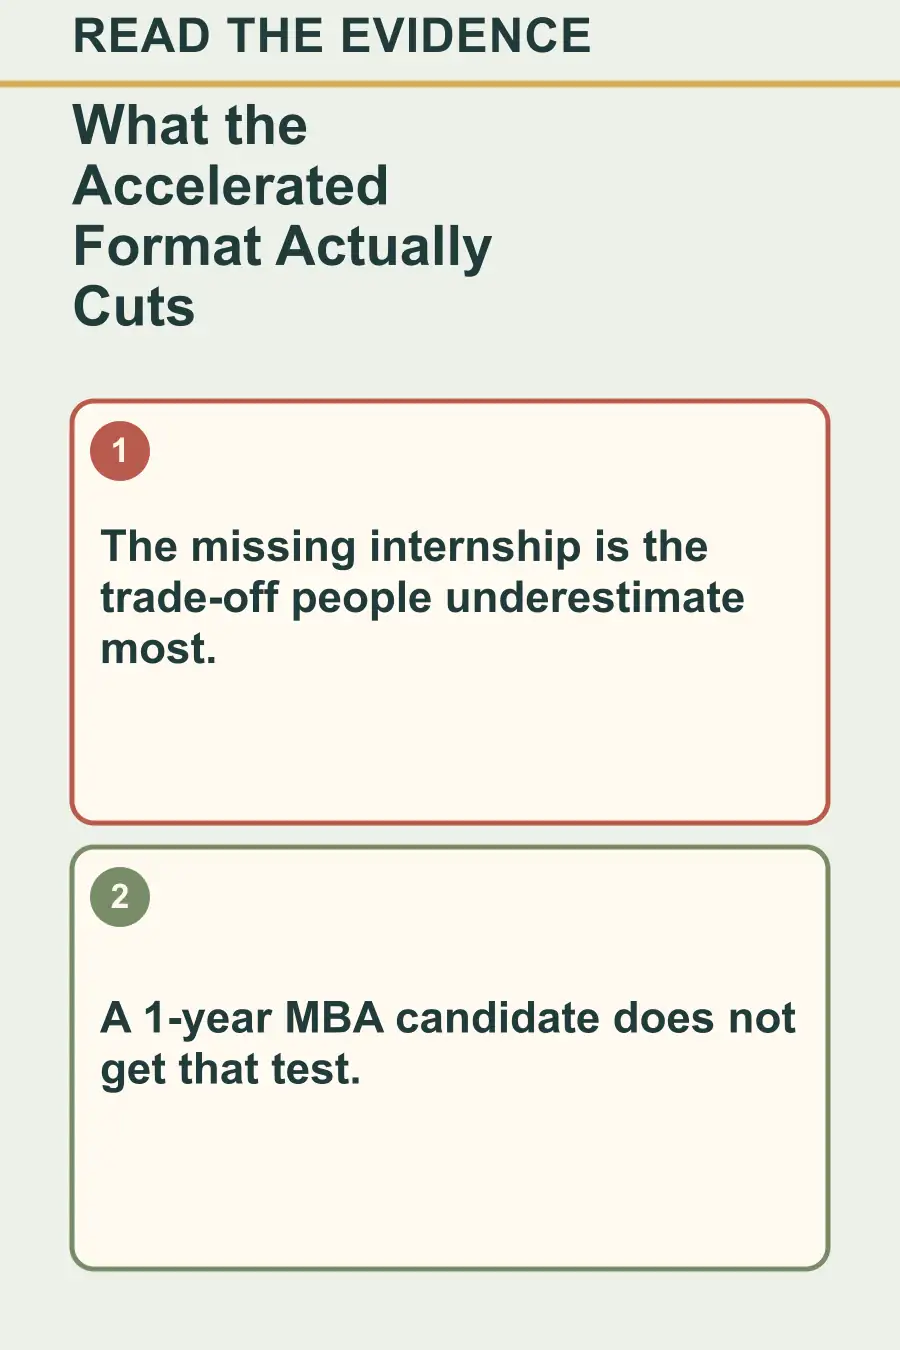 READ THE EVIDENCE
What the
Accelerated
Format Actually
Cuts
1
The missing internship is the
trade-off people underestimate
most.
2
A 1-year MBA candidate does not
get that test.